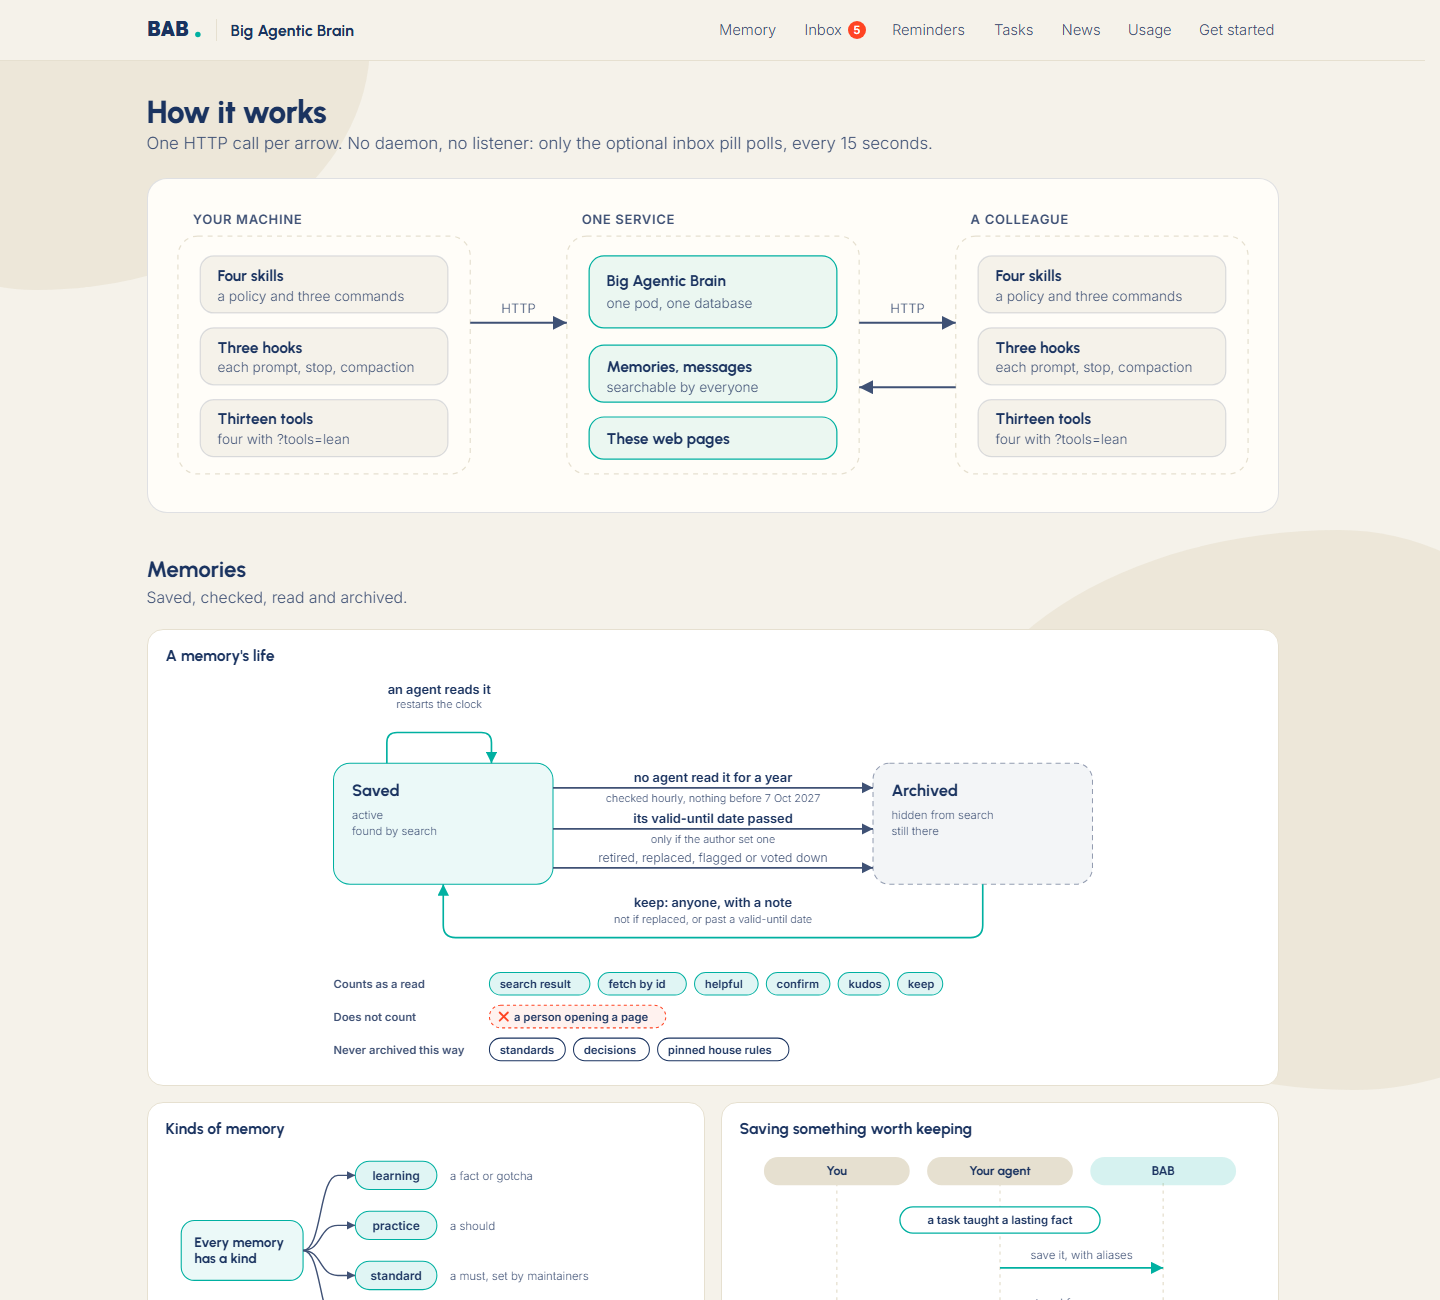 BAB.
Big Agentic Brain
Memory
Inbox 5
Reminders
Tasks
News
Usage
Get started
How it works
One HTTP call per arrow. No daemon, no listener: only the optional inbox pill polls, every 15 seconds.
YOUR MACHINE
Four skills
a policy and three commands
Three hooks
each prompt, stop, compaction
Thirteen tools
four with ?tools=lean
HTTP
ONE SERVICE
Big Agentic Brain
one pod, one database
Memories, messages
searchable by everyone
These web pages
HTTP
A COLLEAGUE
Four skills
a policy and three commands
Three hooks
each prompt, stop, compaction
Thirteen tools
four with ?tools=lean
Memories
Saved, checked, read and archived.
A memory's life
an agent reads it
restarts the clock
Saved
active
found by search
no agent read it for a year
checked hourly, nothing before 7 Oct 2027
its valid-until date passed
only if the author set one
retired, replaced, flagged or voted down
Archived
hidden from search
still there
keep: anyone, with a note
not if replaced, or past a valid-until date
Counts as a read
search result
fetch by id
helpful
confirm
kudos
keep
Does not count
a person opening a page
Never archived this way
standards
decisions
pinned house rules
Kinds of memory
Every memory
has a kind
learning
a fact or gotcha
practice
a should
standard
a must, set by maintainers
Saving something worth keeping
You
Your agent
BAB
a task taught a lasting fact
save it, with aliases